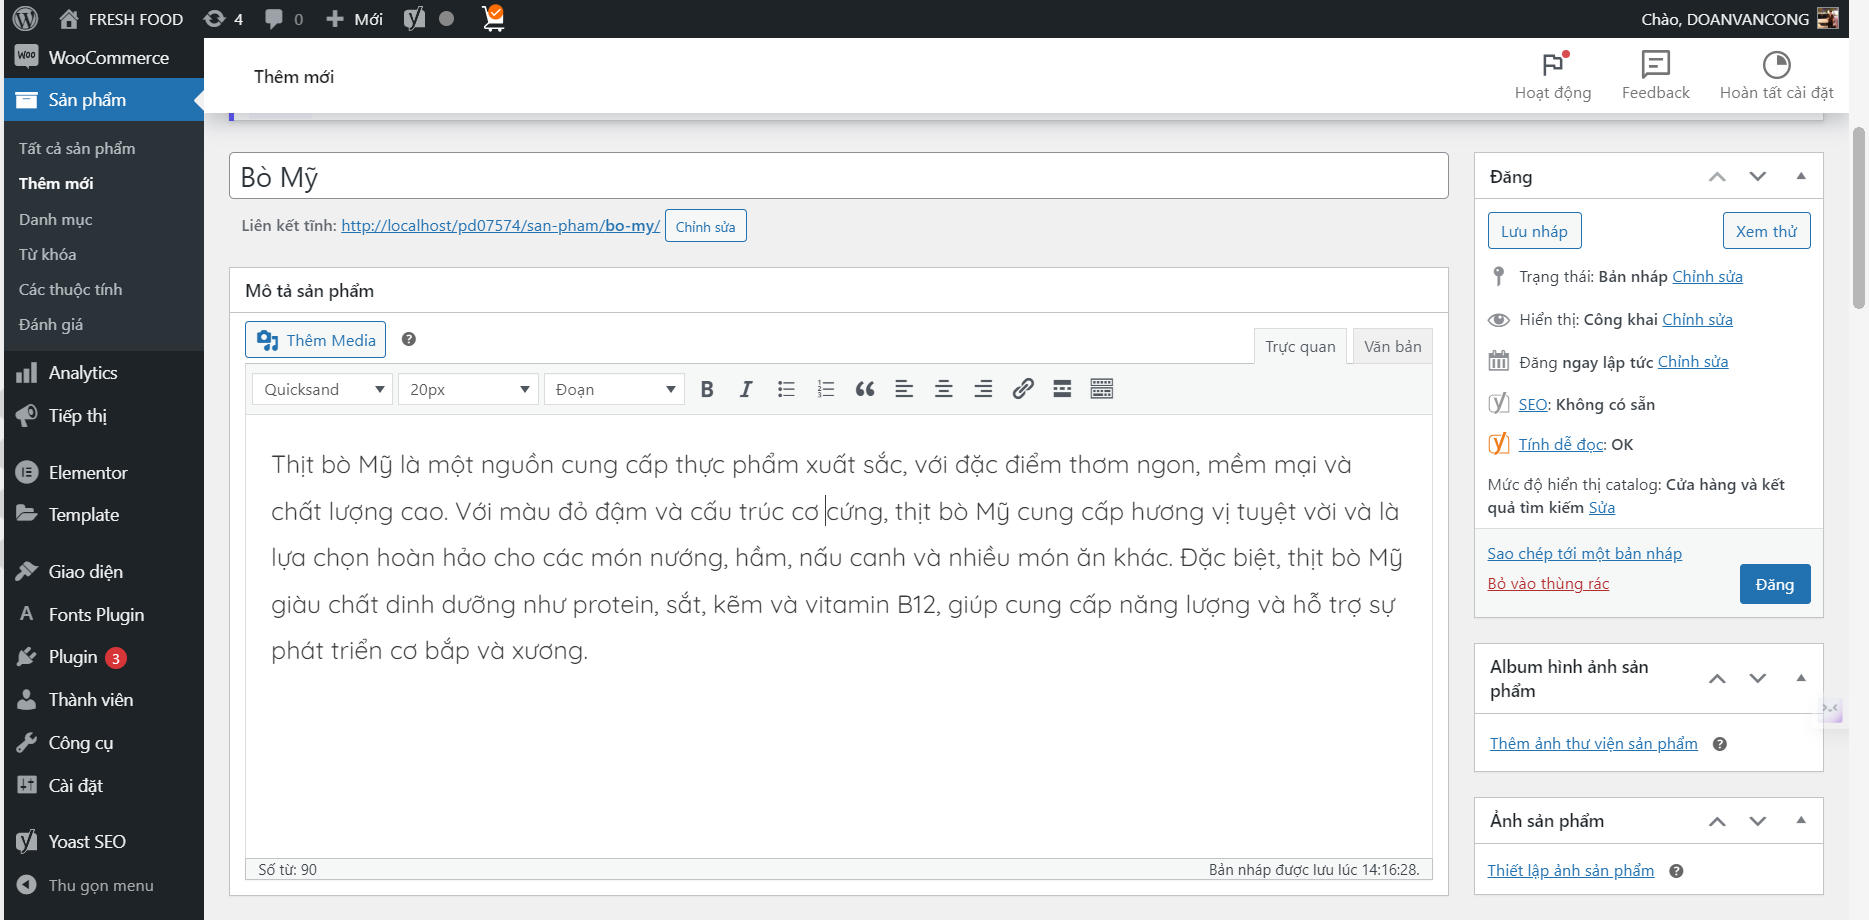 FRESH FOOD 4 0 Mới Chào, DOANVANCONG
WooCommerce
Sản phẩm
Tất cả sản phẩm
Thêm mới
Danh mục
Từ khóa
Các thuộc tính
Đánh giá
Analytics
Tiếp thị
Elementor
Template
Giao diện
Fonts Plugin
Plugin 3
Thành viên
Công cụ
Cài đặt
Yoast SEO
Thu gọn menu
Thêm mới
Hoạt động
Feedback
Hoàn tất cài đặt
Bò Mỹ
Liên kết tĩnh: http://localhost/pd07574/san-pham/bo-my/ Chỉnh sửa
Mô tả sản phẩm
Thêm Media
Trực quan
Văn bản
Quicksand
20px
Đoạn
Thịt bò Mỹ là một nguồn cung cấp thực phẩm xuất sắc, với đặc điểm thơm ngon, mềm mại và
chất lượng cao. Với màu đỏ đậm và cấu trúc cơ cứng, thịt bò Mỹ cung cấp hương vị tuyệt vời và là
lựa chọn hoàn hảo cho các món nướng, hầm, nấu canh và nhiều món ăn khác. Đặc biệt, thịt bò Mỹ
giàu chất dinh dưỡng như protein, sắt, kẽm và vitamin B12, giúp cung cấp năng lượng và hỗ trợ sự
phát triển cơ bắp và xương.
Số từ: 90
Bản nháp được lưu lúc 14:16:28.
Đăng
Lưu nháp
Xem thử
Trạng thái: Bản nháp Chỉnh sửa
Hiển thị: Công khai Chỉnh sửa
Đăng ngay lập tức Chỉnh sửa
SEO: Không có sẵn
Tính dễ đọc: OK
Mức độ hiển thị catalog: Cửa hàng và kết
quả tìm kiếm Sửa
Sao chép tới một bản nháp
Bỏ vào thùng rác
Đăng
Album hình ảnh sản
phẩm
Thêm ảnh thư viện sản phẩm
Ảnh sản phẩm
Thiết lập ảnh sản phẩm